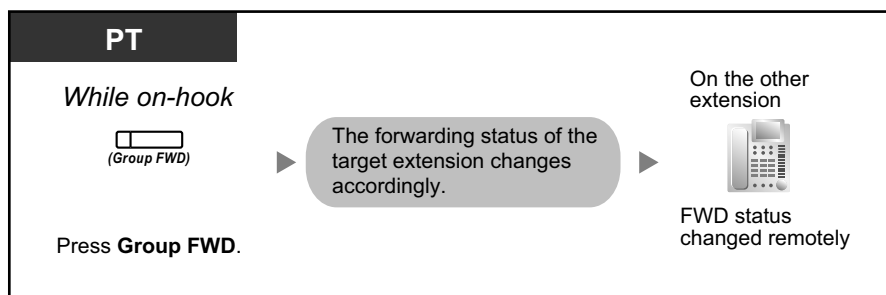 PT
While on-hook
(Group FWD)
Press Group FWD.
The forwarding status of the
target extension changes
accordingly.
On the other
extension
FWD status
changed remotely